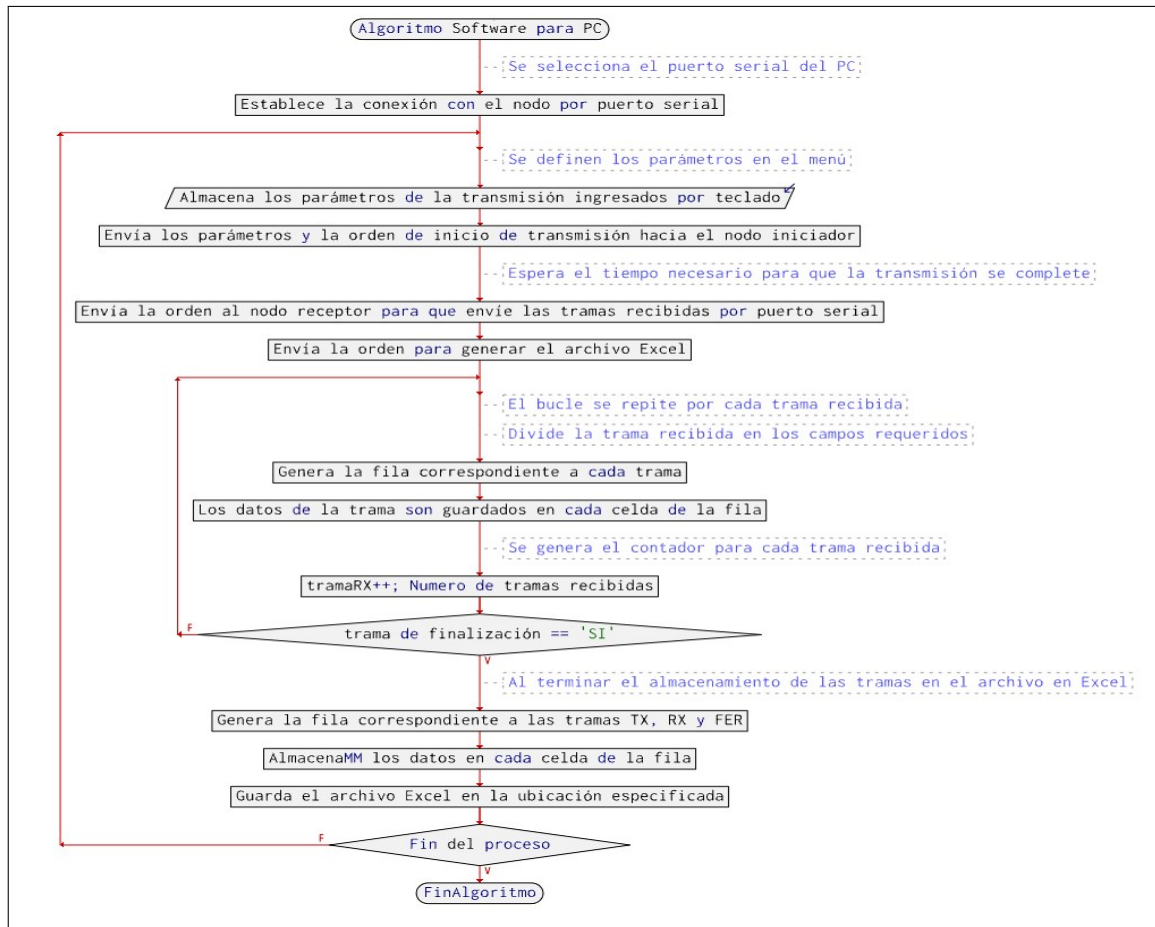 Algoritmo Software para PC
Se selecciona el puerto serial del PC
Establece la conexión con el nodo por puerto serial
Se definen los parámetros en el menú
Almacena los parámetros de la transmisión ingresados por teclado
Envía los parámetros y la orden de inicio de transmisión hacia el nodo iniciador
Espera el tiempo necesario para que la transmisión se complete
Envía la orden al nodo receptor para que envíe las tramas recibidas por puerto serial
Envía la orden para generar el archivo Excel
El bucle se repite por cada trama recibida
Divide la trama recibida en los campos requeridos
Genera la fila correspondiente a cada trama
Los datos de la trama son guardados en cada celda de la fila
Se genera el contador para cada trama recibida
tramaRX++; Numero de tramas recibidas
F
trama de finalización == 'SI'
V
Al terminar el almacenamiento de las tramas en el archivo en Excel
Genera la fila correspondiente a las tramas TX, RX y FER
AlmacenaMM los datos en cada celda de la fila
Guarda el archivo Excel en la ubicación especificada
F
Fin del proceso
V
FinAlgoritmo